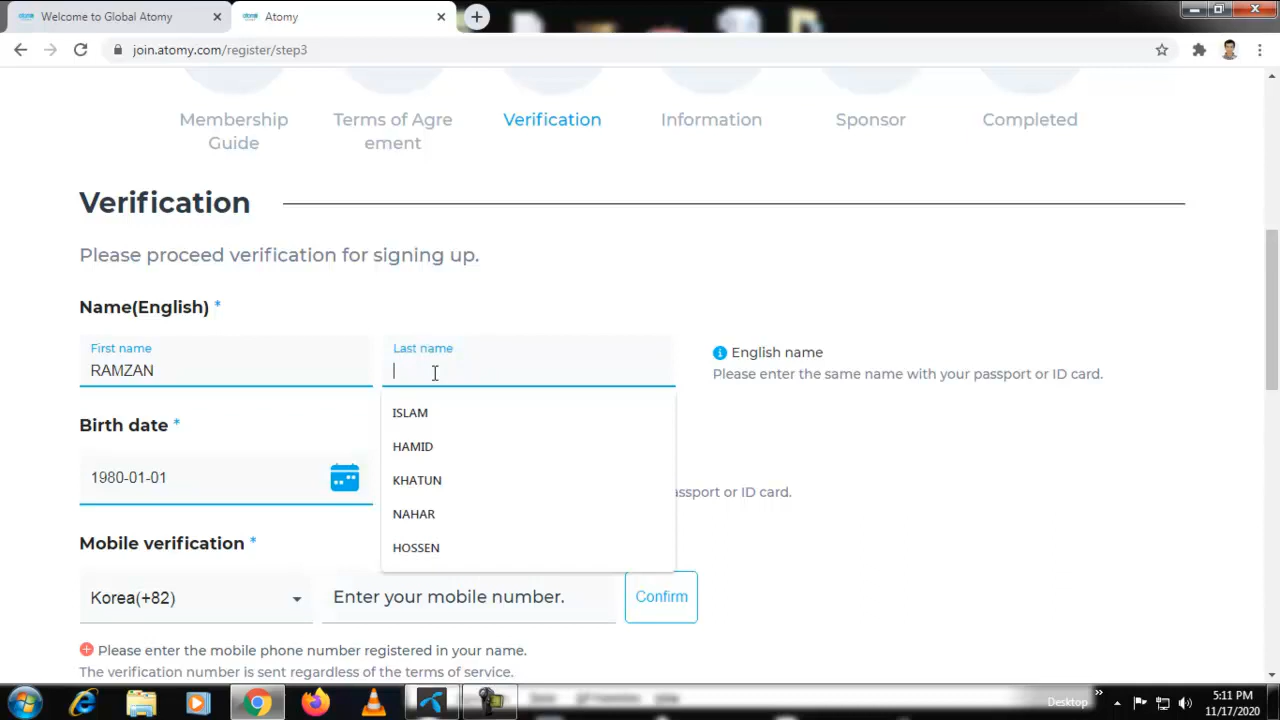 Welcome to Global Atomy
Atomy
join.atomy.com/register/step3
Membership
Guide
Terms of Agre
ement
Verification
Information
Sponsor
Completed
Verification
Please proceed verification for signing up.
Name(English) *
First name
RAMZAN
Last name
English name
Please enter the same name with your passport or ID card.
ISLAM
HAMID
KHATUN
NAHAR
HOSSEN
Birth date *
1980-01-01
assport or ID card.
Mobile verification *
Korea(+82)
Enter your mobile number.
Confirm
Please enter the mobile phone number registered in your name.
The verification number is sent regardless of the terms of service.
Desktop
5:11 PM
11/17/2020